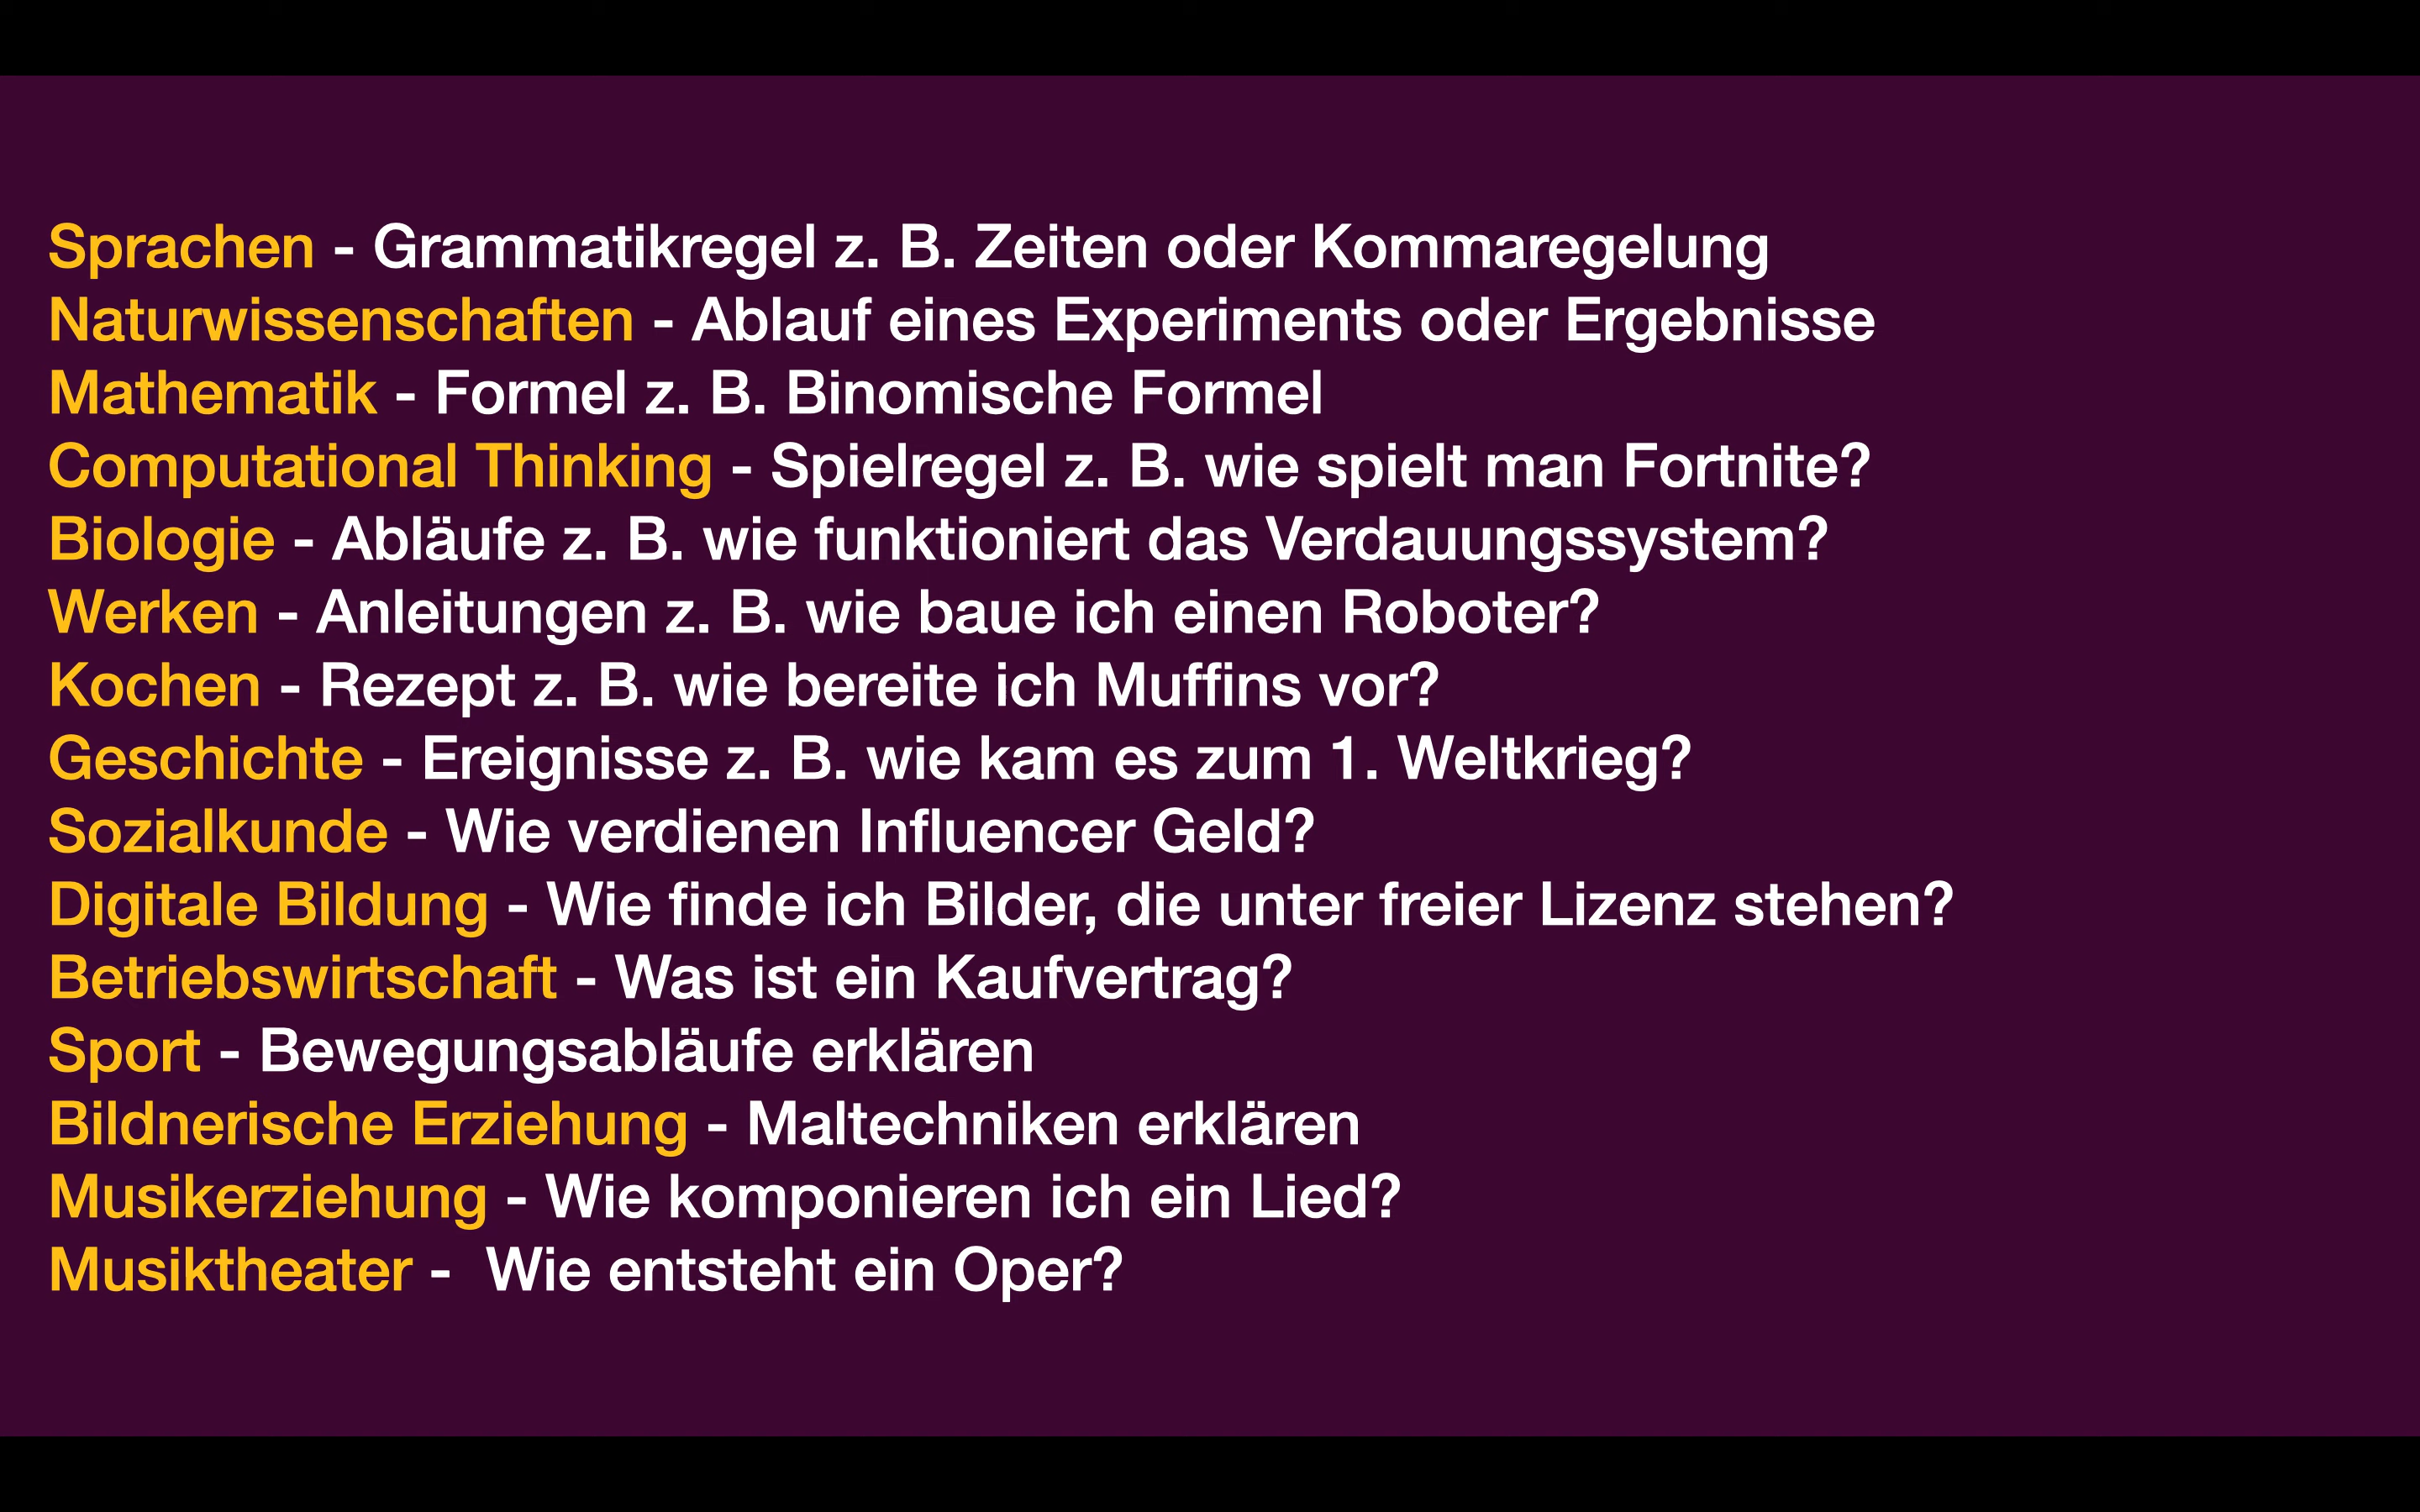 Sprachen - Grammatikregel z. B. Zeiten oder Kommaregelung
Naturwissenschaften - Ablauf eines Experiments oder Ergebnisse
Mathematik - Formel z. B. Binomische Formel
Computational Thinking - Spielregel z. B. wie spielt man Fortnite?
Biologie - Abläufe z. B. wie funktioniert das Verdauungssystem?
Werken - Anleitungen z. B. wie baue ich einen Roboter?
Kochen - Rezept z. B. wie bereite ich Muffins vor?
Geschichte - Ereignisse z. B. wie kam es zum 1. Weltkrieg?
Sozialkunde - Wie verdienen Influencer Geld?
Digitale Bildung - Wie finde ich Bilder, die unter freier Lizenz stehen?
Betriebswirtschaft - Was ist ein Kaufvertrag?
Sport - Bewegungsabläufe erklären
Bildnerische Erziehung - Maltechniken erklären
Musikerziehung - Wie komponieren ich ein Lied?
Musiktheater -  Wie entsteht ein Oper?